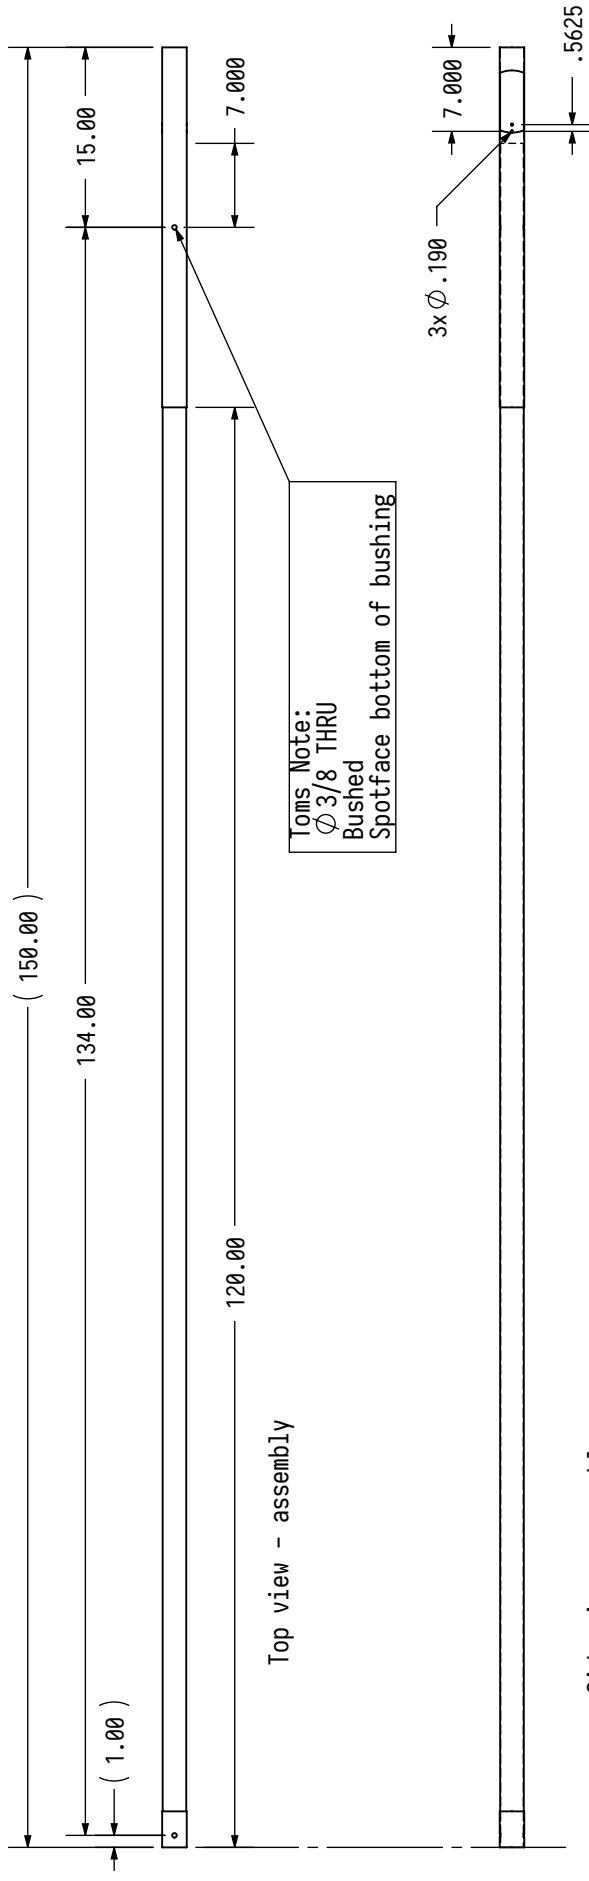 ( 150.00 )
15.00
134.00
( 1.00 )
7.000
120.00
Toms Note:
∅ 3/8 THRU
Bushed
Spotface bottom of bushing
Top view - assembly
7.000
.5625
3x ∅ .190